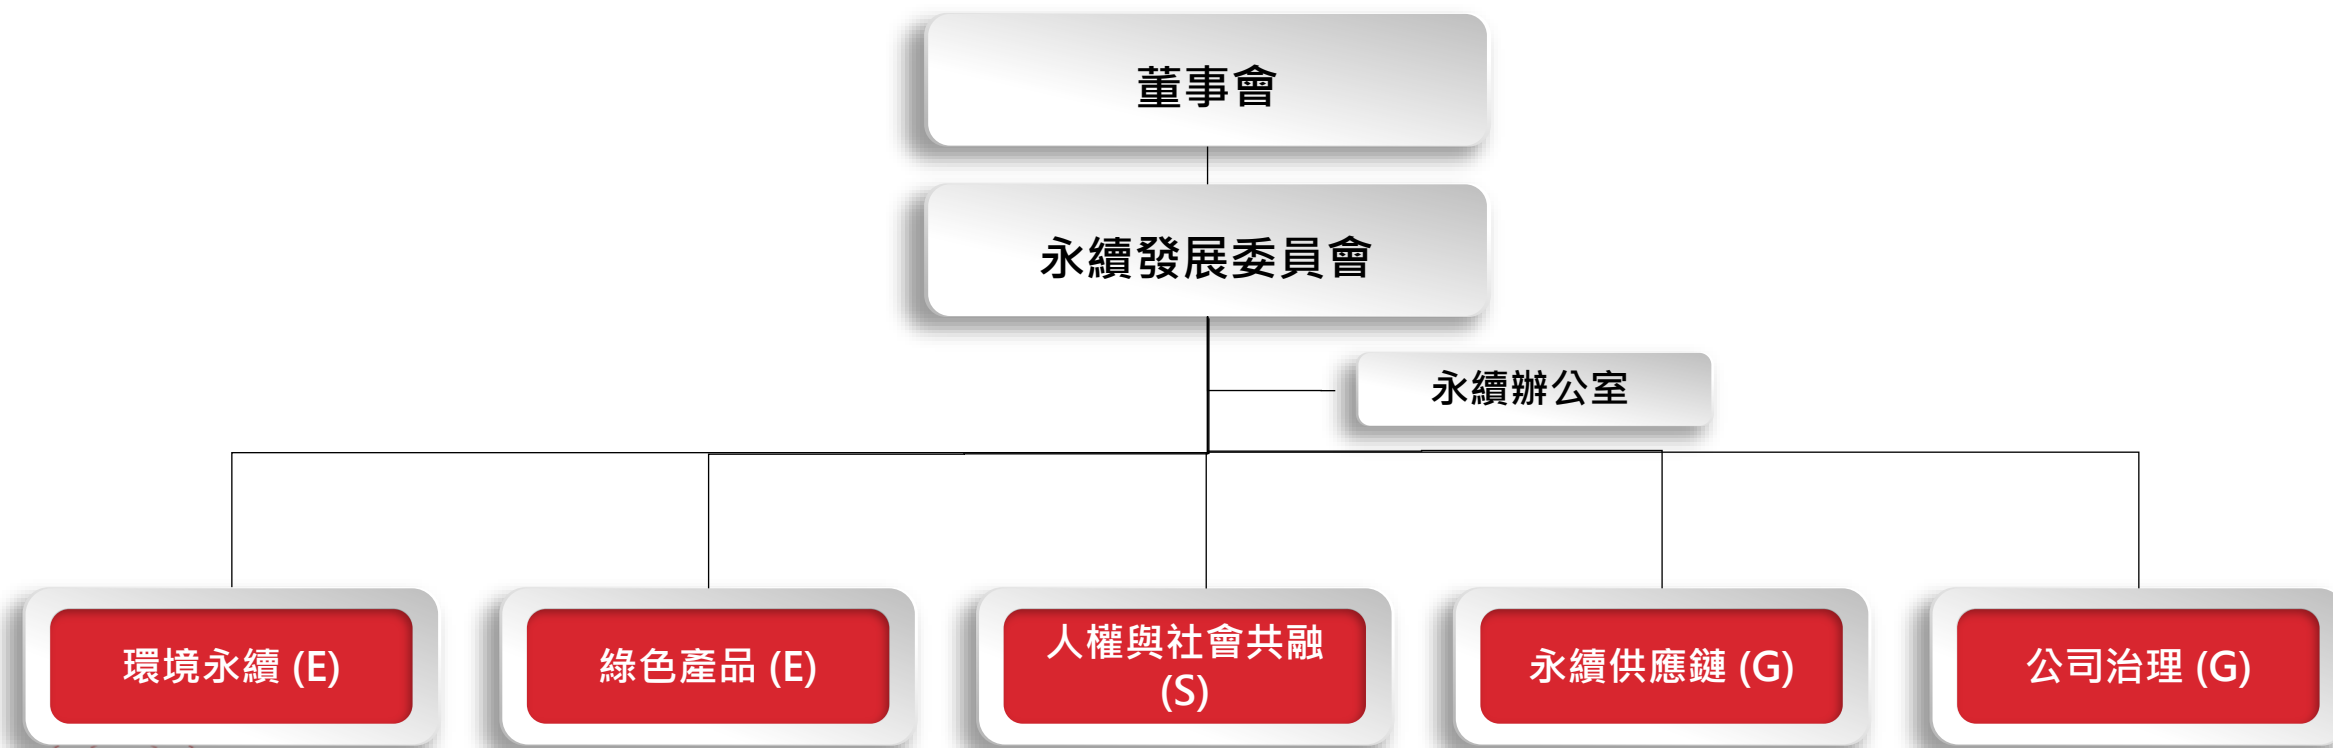 董事會
永續發展委員會
永續辦公室
環境永續 (E)
綠色產品 (E)
人權與社會共融
(S)
永續供應鏈 (G)
公司治理 (G)